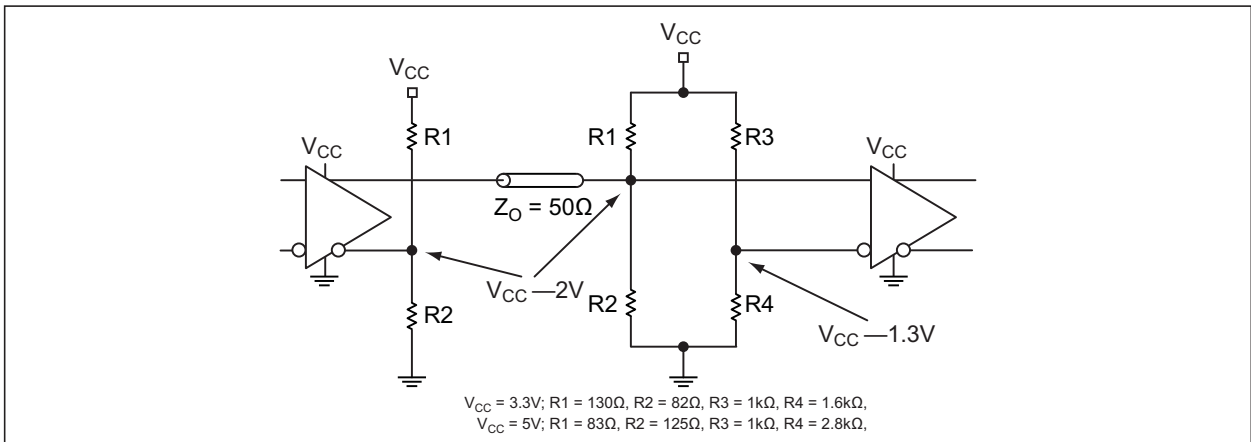 V_CC
V_CC
R1
R1
R3
V_CC
V_CC
Z_O = 50Ω
V_CC —2V
R2
R2
R4
V_CC —1.3V
V_CC = 3.3V; R1 = 130Ω, R2 = 82Ω, R3 = 1kΩ, R4 = 1.6kΩ,
V_CC = 5V; R1 = 83Ω, R2 = 125Ω, R3 = 1kΩ, R4 = 2.8kΩ,